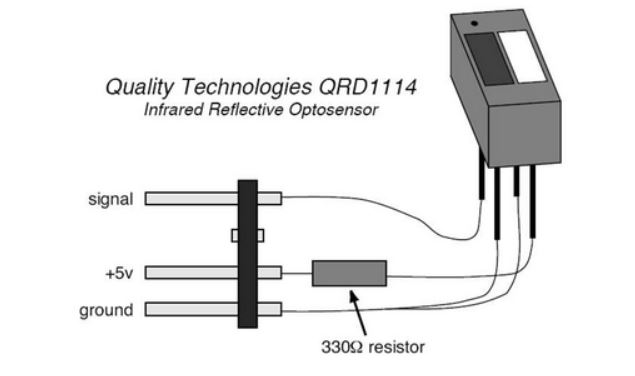 Quality Technologies QRD1114
Infrared Reflective Optosensor
signal
+5v
ground
330Ω resistor